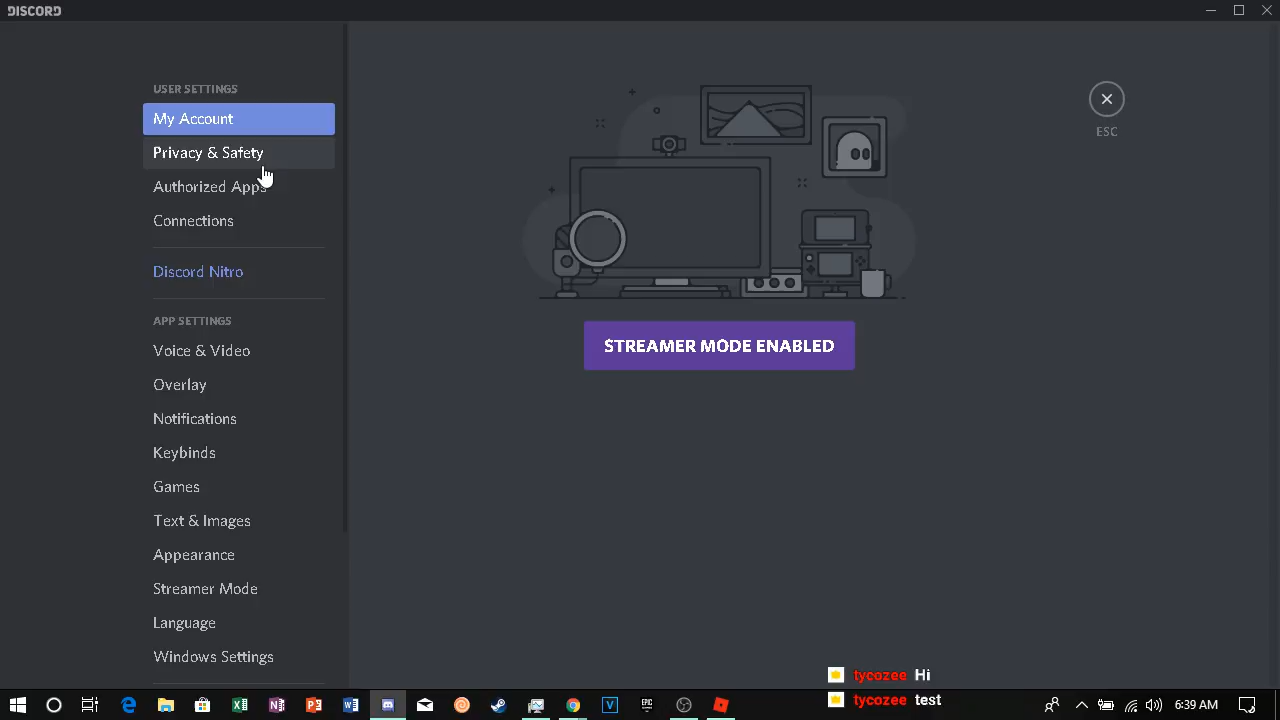 DISCORD
USER SETTINGS
My Account
Privacy & Safety
Authorized Apps
Connections
Discord Nitro
APP SETTINGS
Voice & Video
Overlay
Notifications
Keybinds
Games
Text & Images
Appearance
Streamer Mode
Language
Windows Settings
ESC
STREAMER MODE ENABLED
tycozee Hi
tycozee test
EPIC
6:39 AM